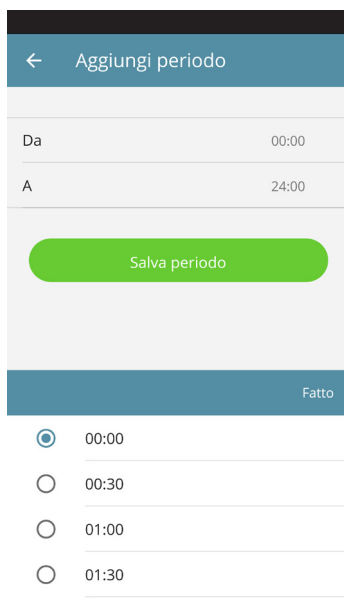 Aggiungi periodo
Da 00:00
A 24:00
Salva periodo
Fatto
00:00
00:30
01:00
01:30